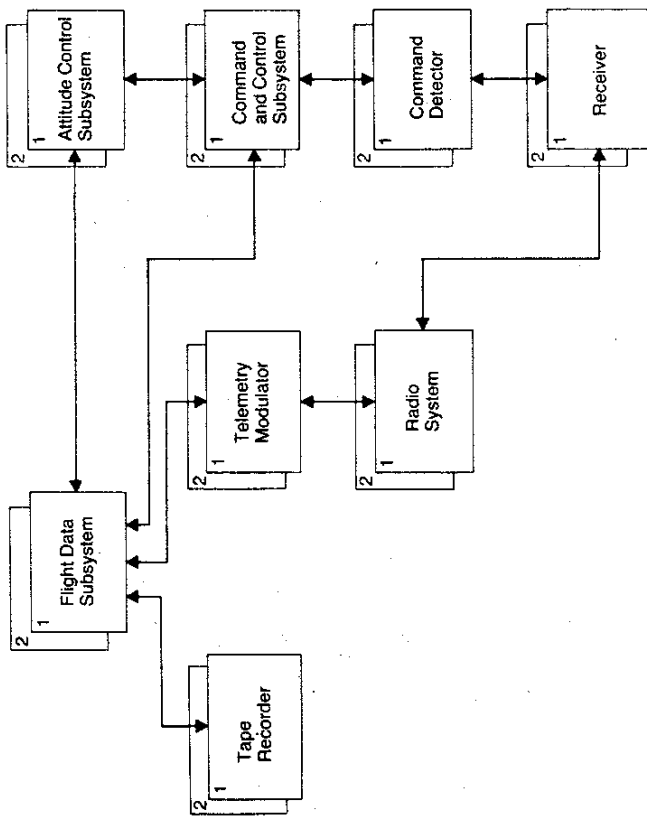 2
1
Flight Data
Subsystem
2
1
Attitude Control
Subsystem
2
1
Tape
Recorder
2
1
Telemetry
Modulator
2
1
Command
and Control
Subsystem
2
1
Radio
System
2
1
Command
Detector
2
1
Receiver